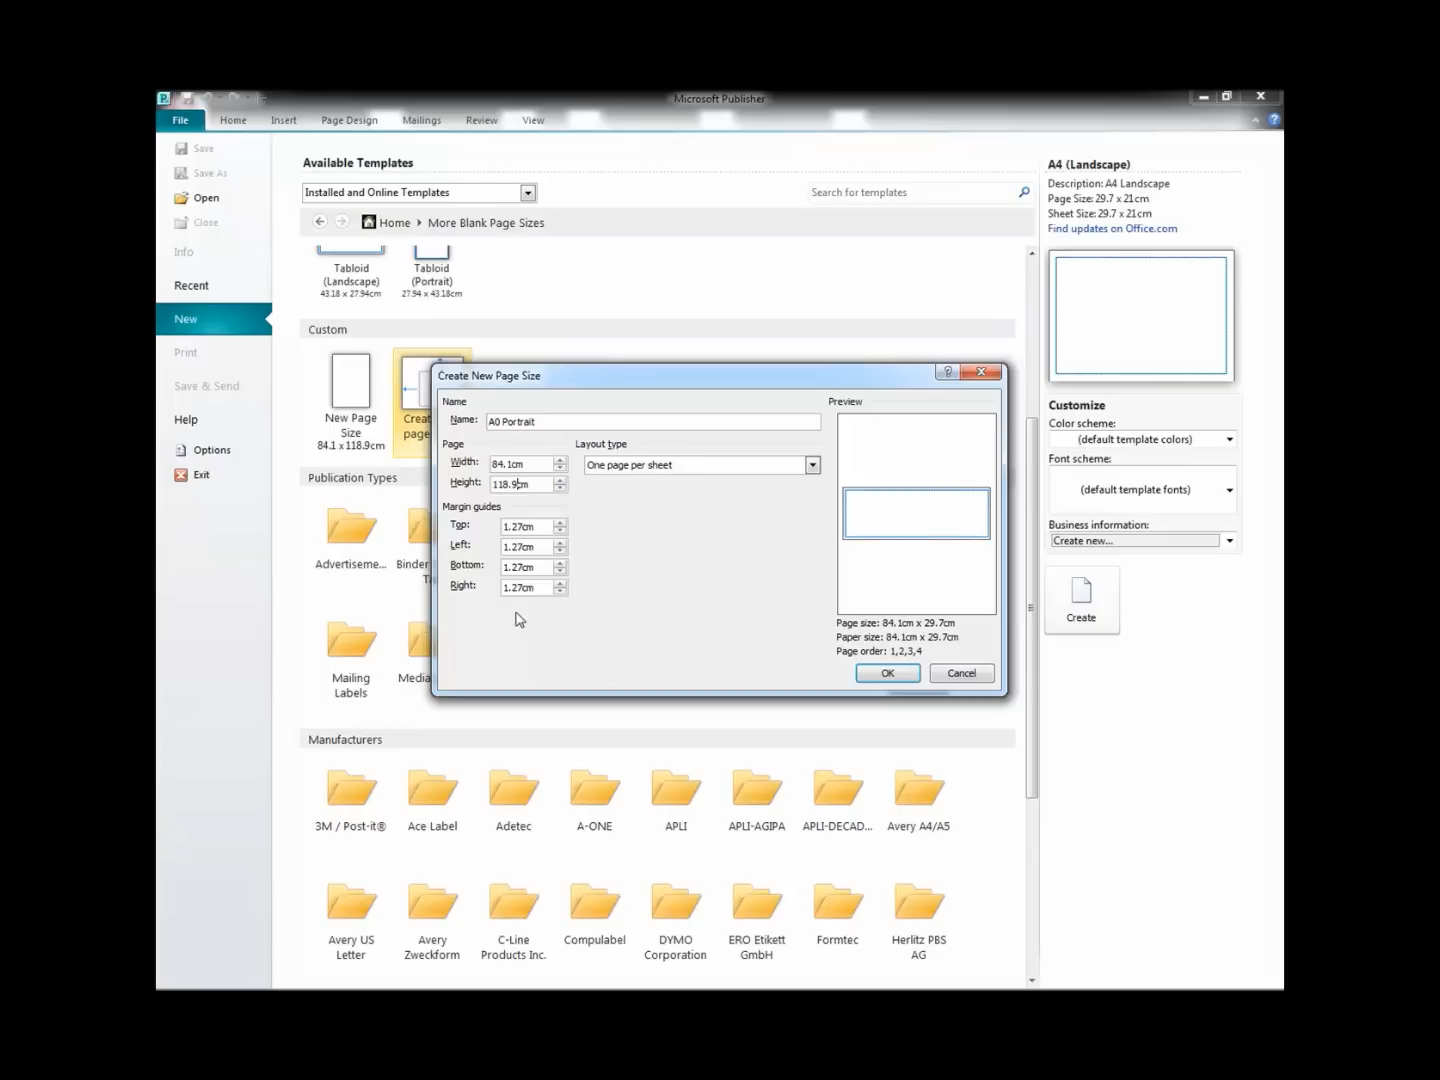 Microsoft Publisher
File Home Insert Page Design Mailings Review View
Save
Save As
Open
Close
Info
Recent
New
Print
Save & Send
Help
Options
Exit
Available Templates
Installed and Online Templates
Search for templates
Home More Blank Page Sizes
Tabloid (Landscape)
43.18 x 27.94cm
Tabloid (Portrait)
27.94 x 43.18cm
Custom
New Page Size
84.1 x 118.9cm
Publication Types
Advertiseme...
Mailing Labels
Create New Page Size
Name
Name: A0 Portrait
Page
Width: 84.1cm
Height: 118.9cm
Layout type
One page per sheet
Margin guides
Top: 1.27cm
Left: 1.27cm
Bottom: 1.27cm
Right: 1.27cm
Preview
Page size: 84.1cm x 29.7cm
Paper size: 84.1cm x 29.7cm
Page order: 1,2,3,4
OK Cancel
Manufacturers
3M / Post-it® Ace Label Adetec A-ONE APLI APLI-AGIPA APLI-DECAD... Avery A4/A5
Avery US Letter
Avery Zweckform
C-Line Products Inc.
Compulabel
DYMO Corporation
ERO Etikett GmbH
Formtec
Herlitz PBS AG
A4 (Landscape)
Description: A4 Landscape
Page Size: 29.7 x 21cm
Sheet Size: 29.7 x 21cm
Find updates on Office.com
Customize
Color scheme:
(default template colors)
Font scheme:
(default template fonts)
Business information:
Create new...
Create